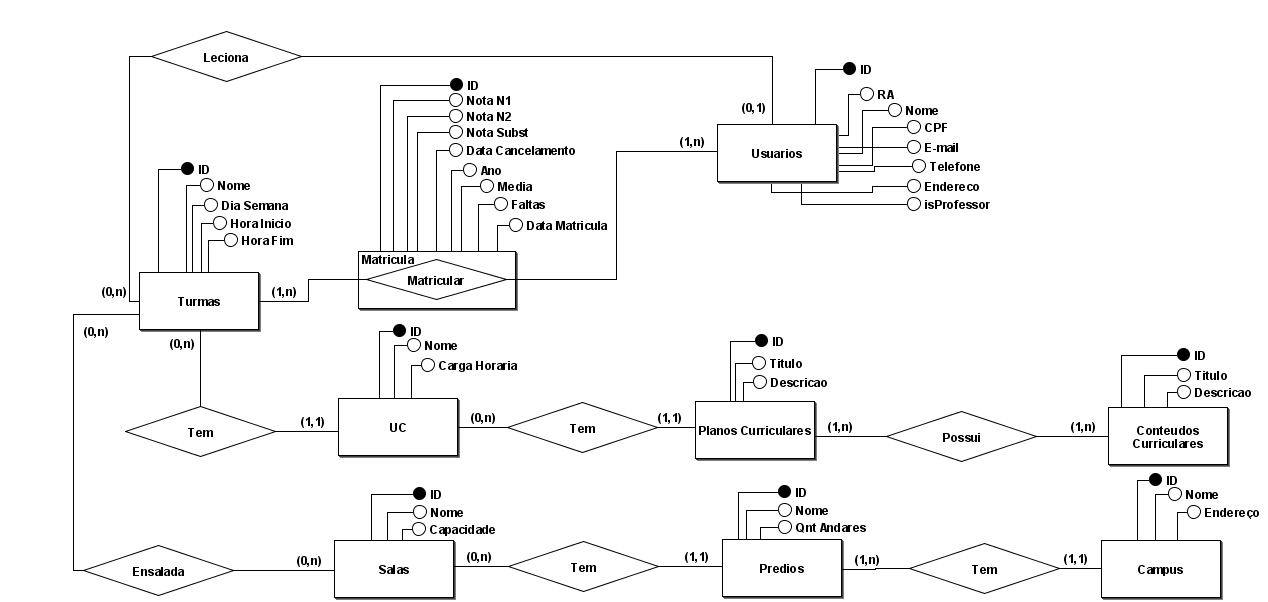 Leciona
ID
ID
Nota N1
RA
Nome
(0,1)
Nota N2
CPF
Nota Subst
(1,n)
E-mail
Data Cancelamento
Usuarios
Telefone
ID
Ano
Nome
Media
Endereco
Dia Semana
Faltas
isProfessor
Hora Inicio
Data Matricula
Hora Fim
Matricula
Matricular
(0,n)
(1,n)
Turmas
(0,n)
(0,n)
ID
Nome
Carga Horaria
ID
Titulo
Descricao
ID
Titulo
Descricao
Tem
(1,1)
UC
(0,n)
Tem
(1,1)
Planos Curriculares
(1,n)
Possui
(1,n)
Conteudos
Curriculares
ID
Nome
Capacidade
ID
Nome
Qnt Andares
ID
Nome
Endereço
Ensalada
(0,n)
Salas
(0,n)
Tem
(1,1)
Predios
(1,n)
Tem
(1,1)
Campus